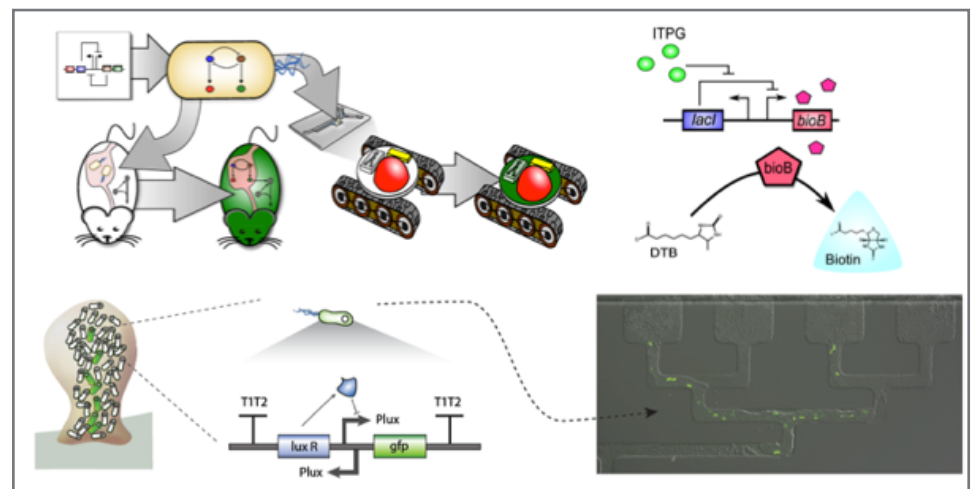 ITPG
lacI
bioB
bioB
DTB
Biotin
T1T2
T1T2
Plux
lux R
gfp
Plux